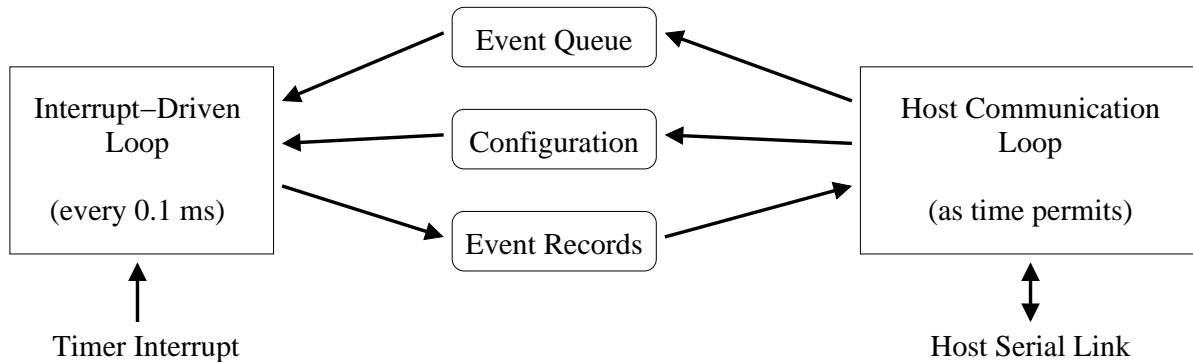 Event Queue
Interrupt–Driven
Loop
(every 0.1 ms)
Configuration
Host Communication
Loop
(as time permits)
Event Records
Timer Interrupt
Host Serial Link